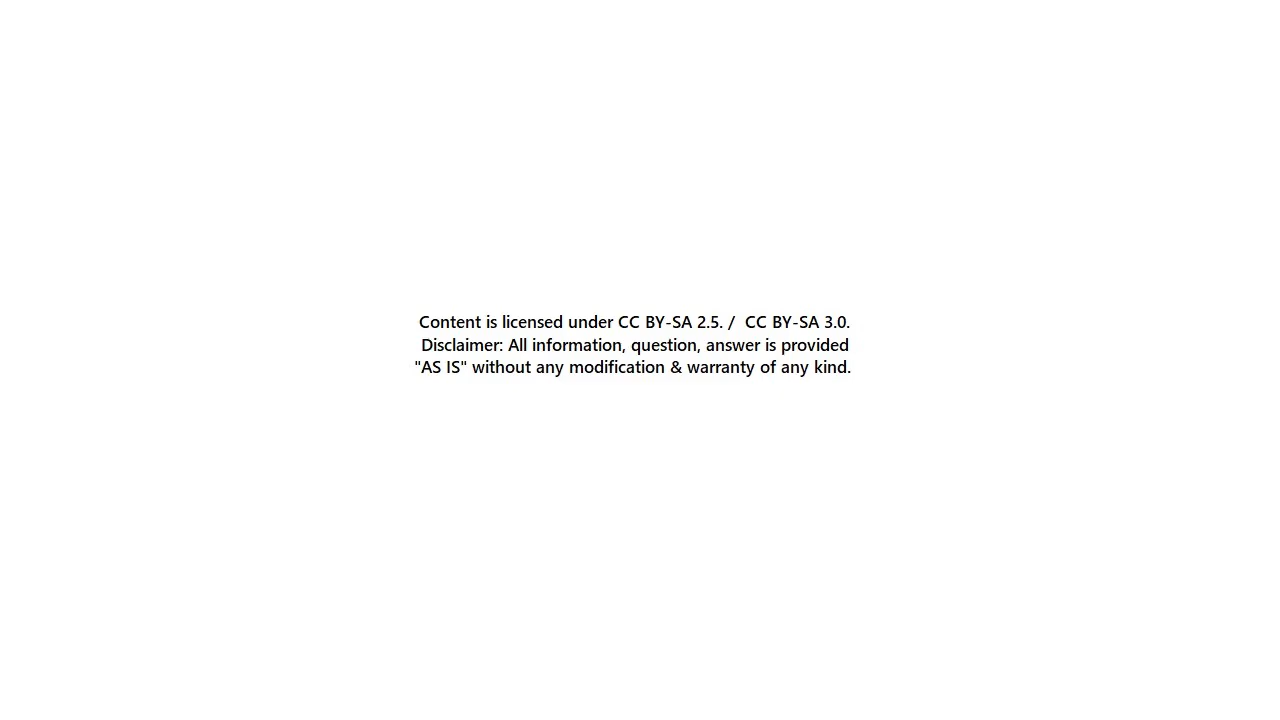 Content is licensed under CC BY-SA 2.5. /  CC BY-SA 3.0.
Disclaimer: All information, question, answer is provided
"AS IS" without any modification & warranty of any kind.